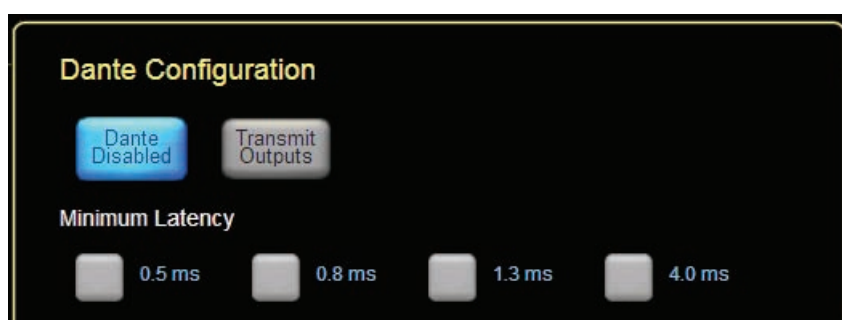 Dante Configuration
Dante
Disabled
Transmit
Outputs
Minimum Latency
0.5 ms
0.8 ms
1.3 ms
4.0 ms